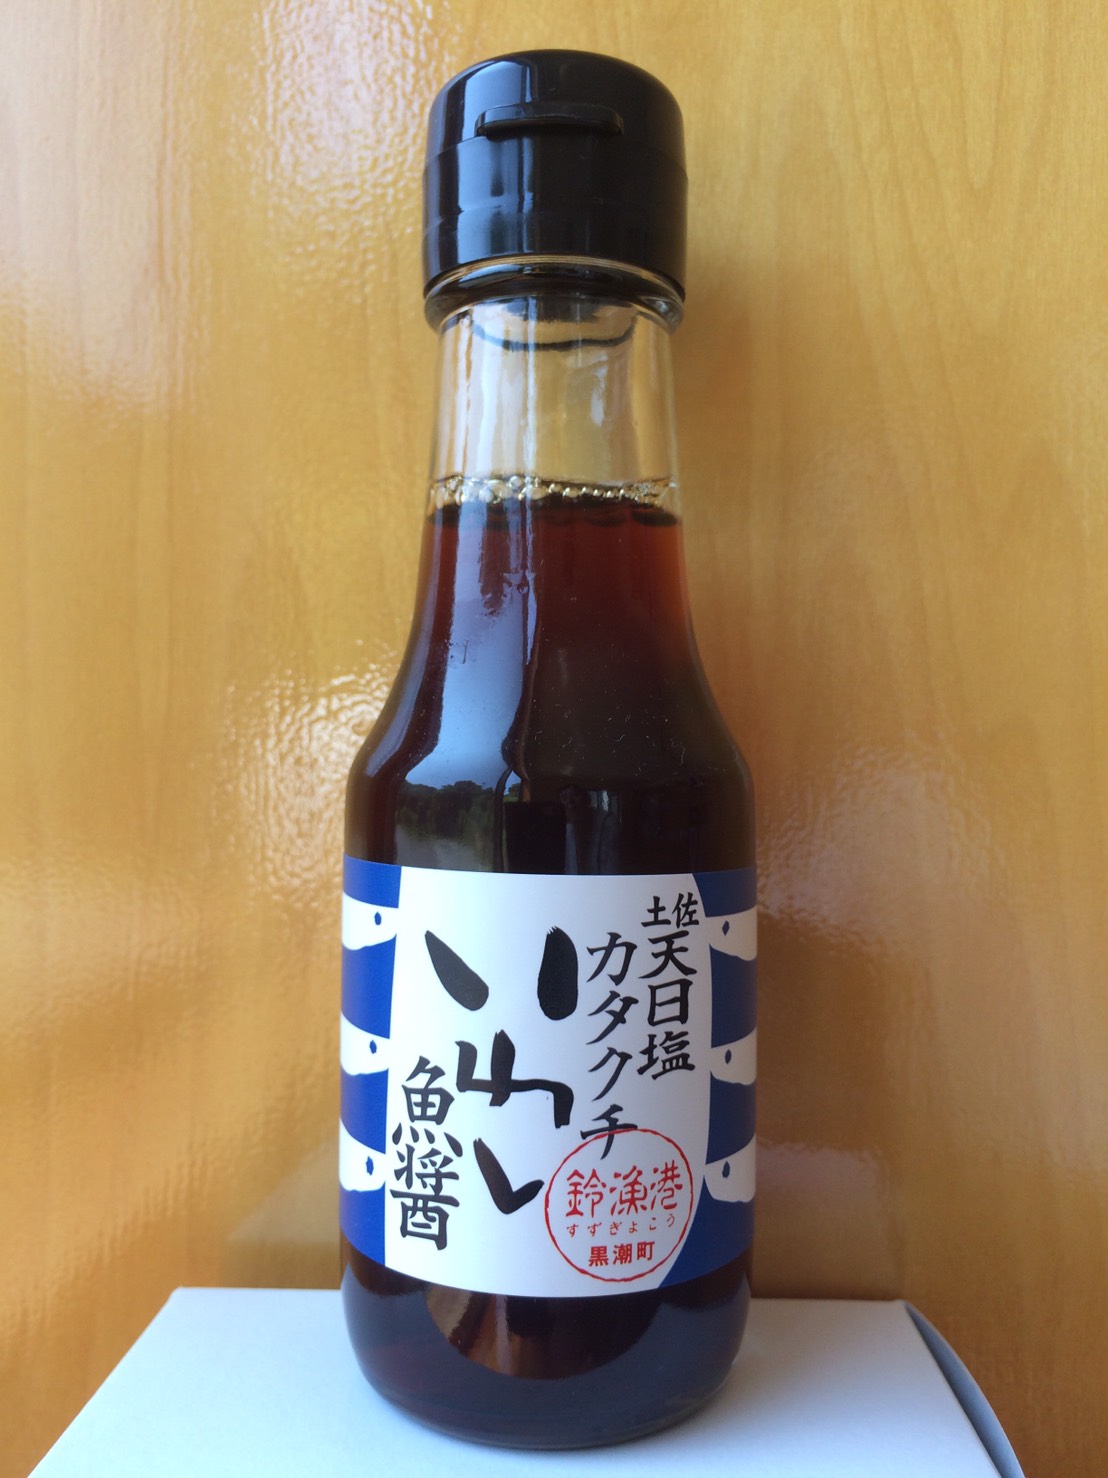 土佐
天日塩
カタクチ
いわし
魚醤
鈴漁港
すずぎょこう
黒潮町